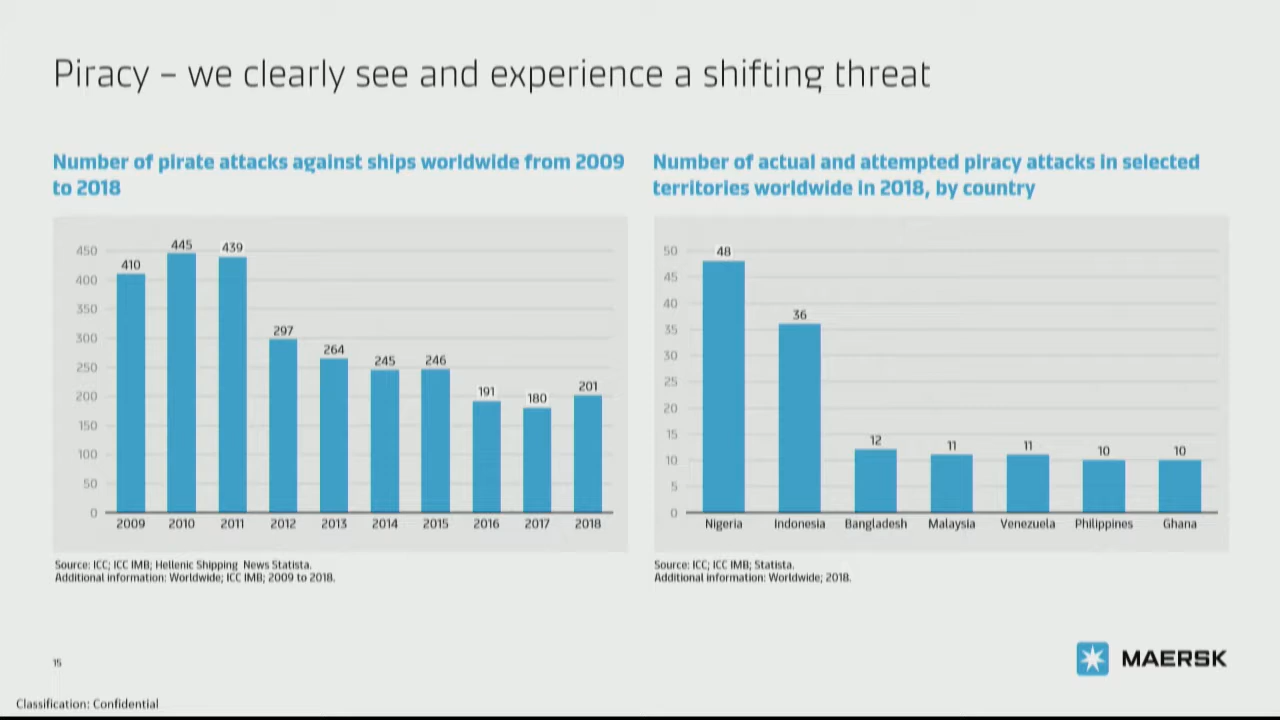 Piracy – we clearly see and experience a shifting threat
Number of pirate attacks against ships worldwide from 2009
to 2018
450
400
350
300
250
200
150
100
50
0
410
445
439
297
264
245
246
191
180
201
2009
2010
2011
2012
2013
2014
2015
2016
2017
2018
Source: ICC; ICC IMB; Hellenic Shipping News Statista.
Additional information: Worldwide; ICC IMB; 2009 to 2018.
Number of actual and attempted piracy attacks in selected
territories worldwide in 2018, by country
50
45
40
35
30
25
20
15
10
5
0
48
36
12
11
11
10
10
Nigeria
Indonesia
Bangladesh
Malaysia
Venezuela
Philippines
Ghana
Source: ICC; ICC IMB; Statista.
Additional information: Worldwide; 2018.
15
MAERSK
Classification: Confidential